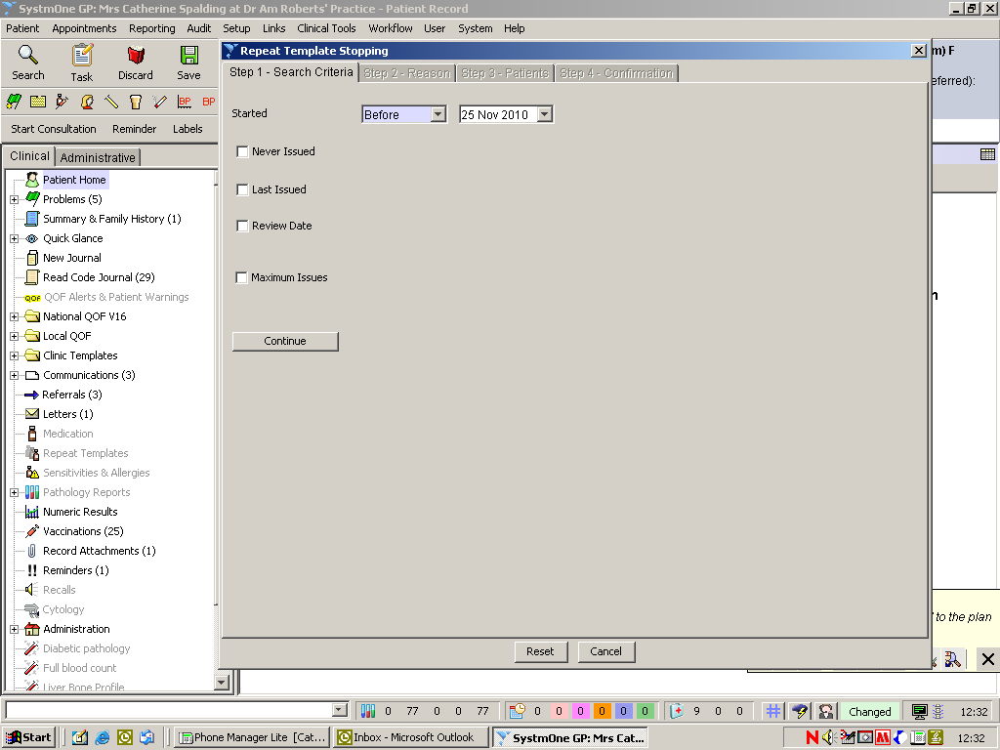 SystmOne GP: Mrs Catherine Spalding at Dr Am Roberts' Practice - Patient Record
Patient Appointments Reporting Audit Setup Links Clinical Tools Workflow User System Help
Search Task Discard Save
BP BP
Start Consultation Reminder Labels
Clinical Administrative
Patient Home
Problems (5)
Summary & Family History (1)
Quick Glance
New Journal
Read Code Journal (29)
QOF QOF Alerts & Patient Warnings
National QOF V16
Local QOF
Clinic Templates
Communications (3)
Referrals (3)
Letters (1)
Medication
Repeat Templates
Sensitivities & Allergies
Pathology Reports
Numeric Results
Vaccinations (25)
Record Attachments (1)
Reminders (1)
Recalls
Cytology
Administration
Diabetic pathology
Full blood count
Liver Bone Profile
Repeat Template Stopping
Step 1 - Search Criteria Step 2 - Reason Step 3 - Patients Step 4 - Confirmation
Started Before 25 Nov 2010
Never Issued
Last Issued
Review Date
Maximum Issues
Continue
Reset Cancel
m) F
eferred):
n
to the plan
0 77 0 0 77 0 0 0 0 0 0 9 0 0 Changed 12:32
Start Phone Manager Lite [Cat... Inbox - Microsoft Outlook SystmOne GP: Mrs Cat... N M 12:32